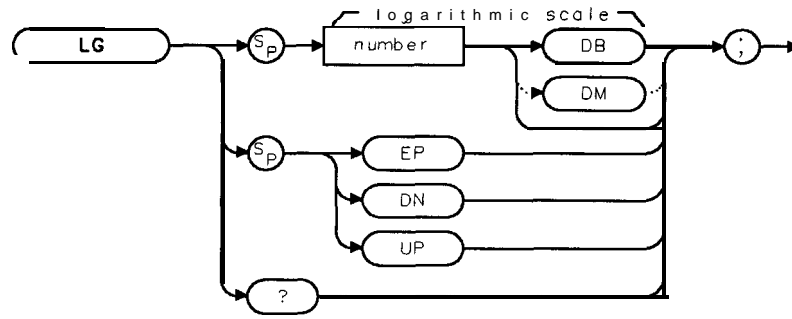 logarithmic scale
LG SP number DB ;
DM
SP EP
DN
UP
?